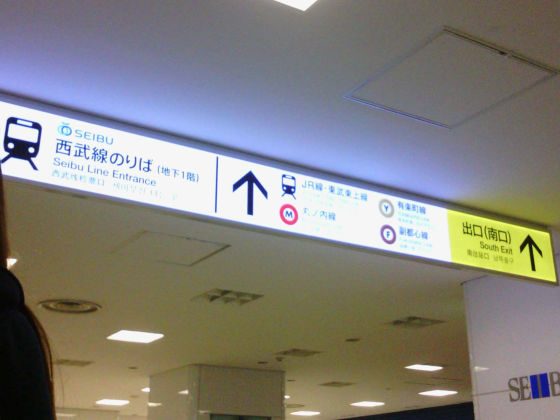 SEIBU
西武線のりば (地下1階)
Seibu Line Entrance
JR線・東武東上線
M 丸ノ内線
Y 有楽町線
F 副都心線
出口(南口)
South Exit
SEIB